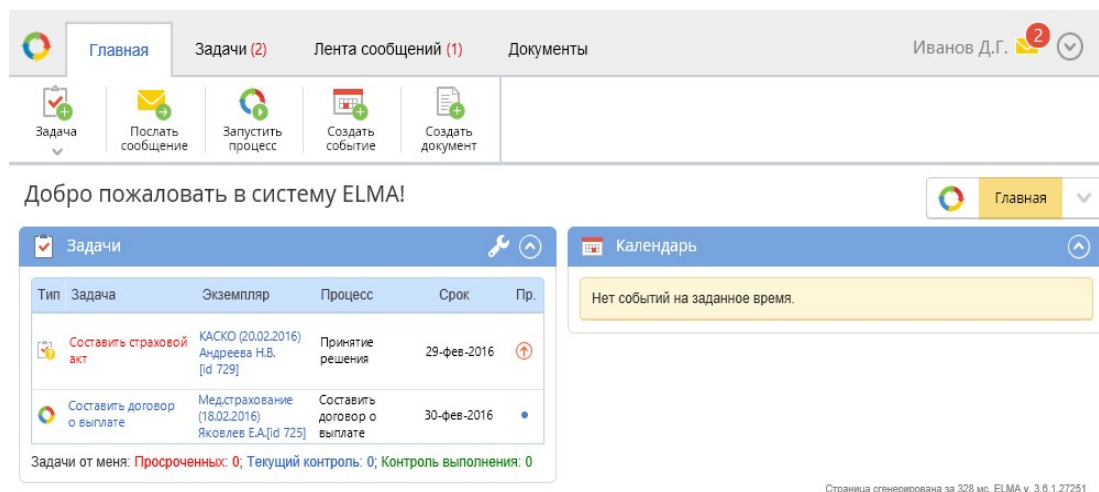 Главная
Задачи (2)
Лента сообщений (1)
Документы
Иванов Д.Г.
2
Задача
Послать
сообщение
Запустить
процесс
Создать
событие
Создать
документ
Добро пожаловать в систему ELMA!
Главная
Задачи
Тип Задача Экземпляр Процесс Срок Пр.
Составить страховой
акт
КАСКО (20.02.2016)
Андреева Н.В.
[id 729]
Принятие
решения
29-фев-2016
Составить договор
о выплате
Мед.страхование
(18.02.2016)
Яковлев Е.А.[id 725]
Составить
договор о
выплате
30-фев-2016
Задачи от меня: Просроченных: 0; Текущий контроль: 0; Контроль выполнения: 0
Календарь
Нет событий на заданное время.
Страница сгенерирована за 328 мс. ELMA v. 3.6.1.27251